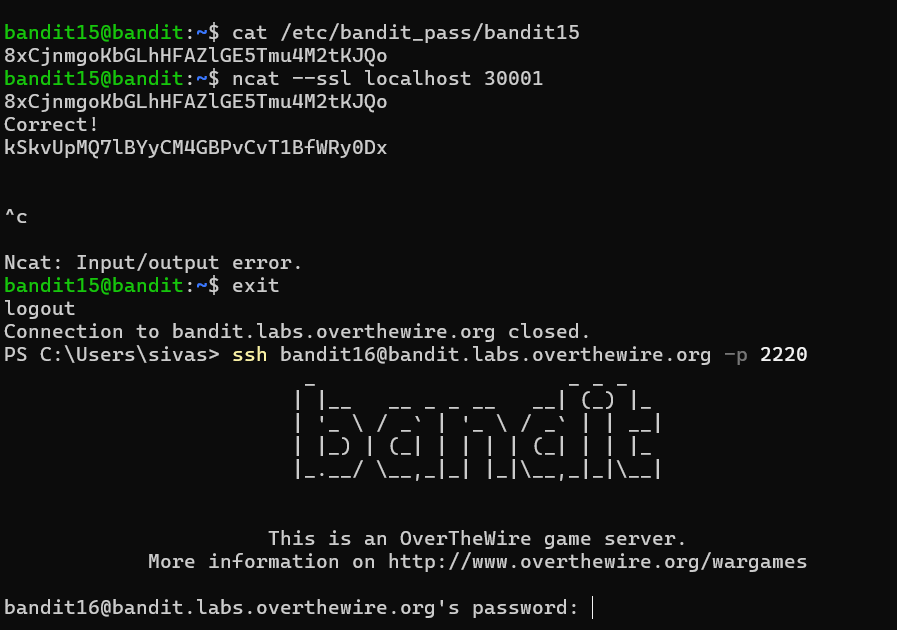 bandit15@bandit:~$ cat /etc/bandit_pass/bandit15
8xCjnmgoKbGLhHFAZlGE5Tmu4M2tKJQo
bandit15@bandit:~$ ncat --ssl localhost 30001
8xCjnmgoKbGLhHFAZlGE5Tmu4M2tKJQo
Correct!
kSkvUpMQ7lBYyCM4GBPvCvT1BfWRy0Dx
^c
Ncat: Input/output error.
bandit15@bandit:~$ exit
logout
Connection to bandit.labs.overthewire.org closed.
PS C:\Users\sivas> ssh bandit16@bandit.labs.overthewire.org -p 2220
bandit
This is an OverTheWire game server.
More information on http://www.overthewire.org/wargames
bandit16@bandit.labs.overthewire.org's password: